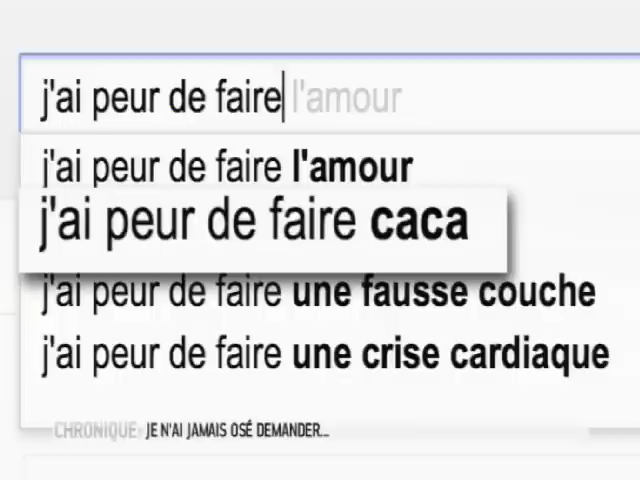 j'ai peur de faire l'amour
j'ai peur de faire l'amour
j'ai peur de faire caca
j'ai peur de faire une fausse couche
j'ai peur de faire une crise cardiaque
CHRONIQUE: JE N'AI JAMAIS OSÉ DEMANDER...